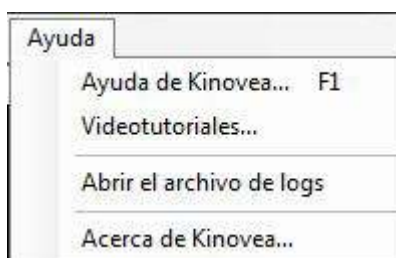 Ayuda
Ayuda de Kinovea... F1
Videotutoriales...
Abrir el archivo de logs
Acerca de Kinovea...